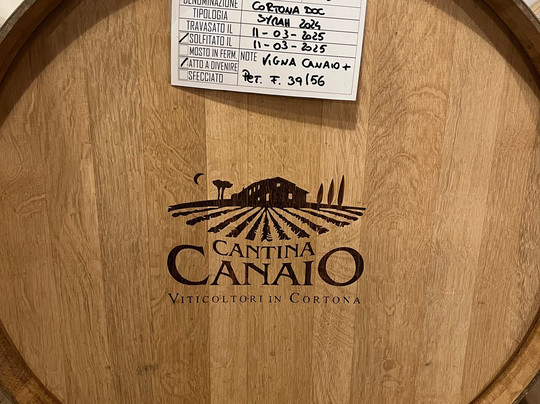 DENOMINAZIONE CORTONA DOC
TIPOLOGIA SYRAH 2024
TRAVASATO IL 11-03-2025
SOLFITATO IL 11-03-2025
MOSTO IN FERM. NOTE VIGNA CANAIO +
ATTO A DIVENIRE PET. F. 39/56
SFECCIATO
CANTINA
CANAIO
VITICOLTORI IN CORTONA